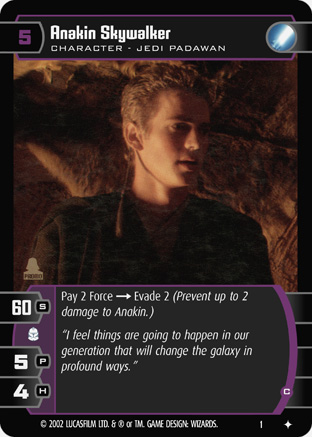 5 Anakin Skywalker
CHARACTER - JEDI PADAWAN
60 S
5 P
4 H
Pay 2 Force → Evade 2 (Prevent up to 2
damage to Anakin.)
"I feel things are going to happen in our
generation that will change the galaxy in
profound ways."
C
© 2002 LUCASFILM LTD. & ® or TM. GAME DESIGN: WIZARDS. 1